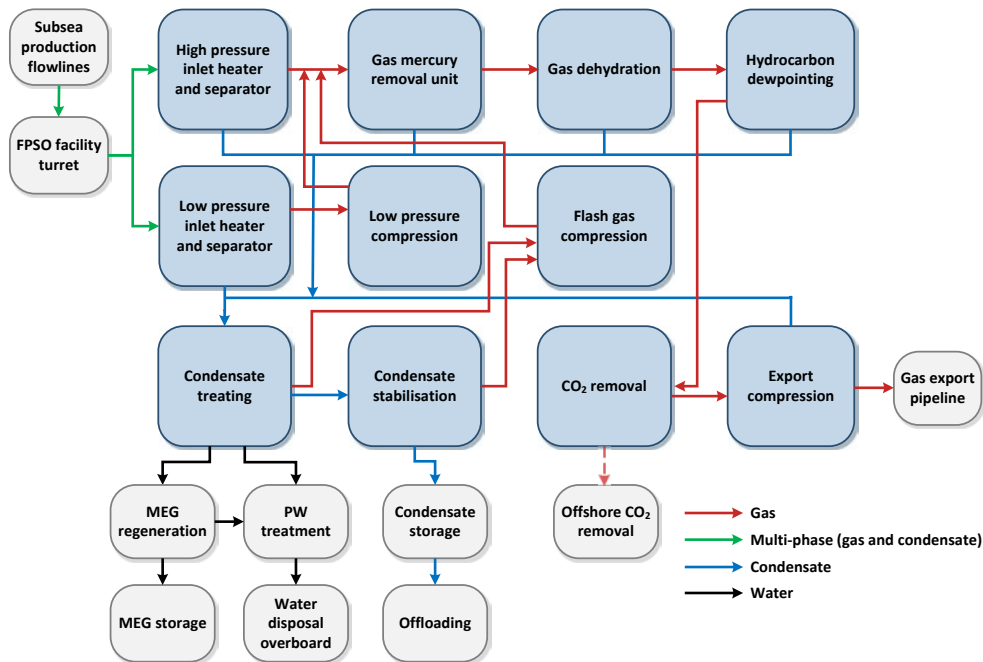 Subsea
production
flowlines
FPSO facility
turret
High pressure
inlet heater
and separator
Gas mercury
removal unit
Gas dehydration
Hydrocarbon
dewpointing
Low pressure
inlet heater
and separator
Low pressure
compression
Flash gas
compression
Condensate
treating
Condensate
stabilisation
CO₂ removal
Export
compression
Gas export
pipeline
MEG
regeneration
PW
treatment
Condensate
storage
Offshore CO₂
removal
MEG storage
Water
disposal
overboard
Offloading
Gas
Multi-phase (gas and condensate)
Condensate
Water